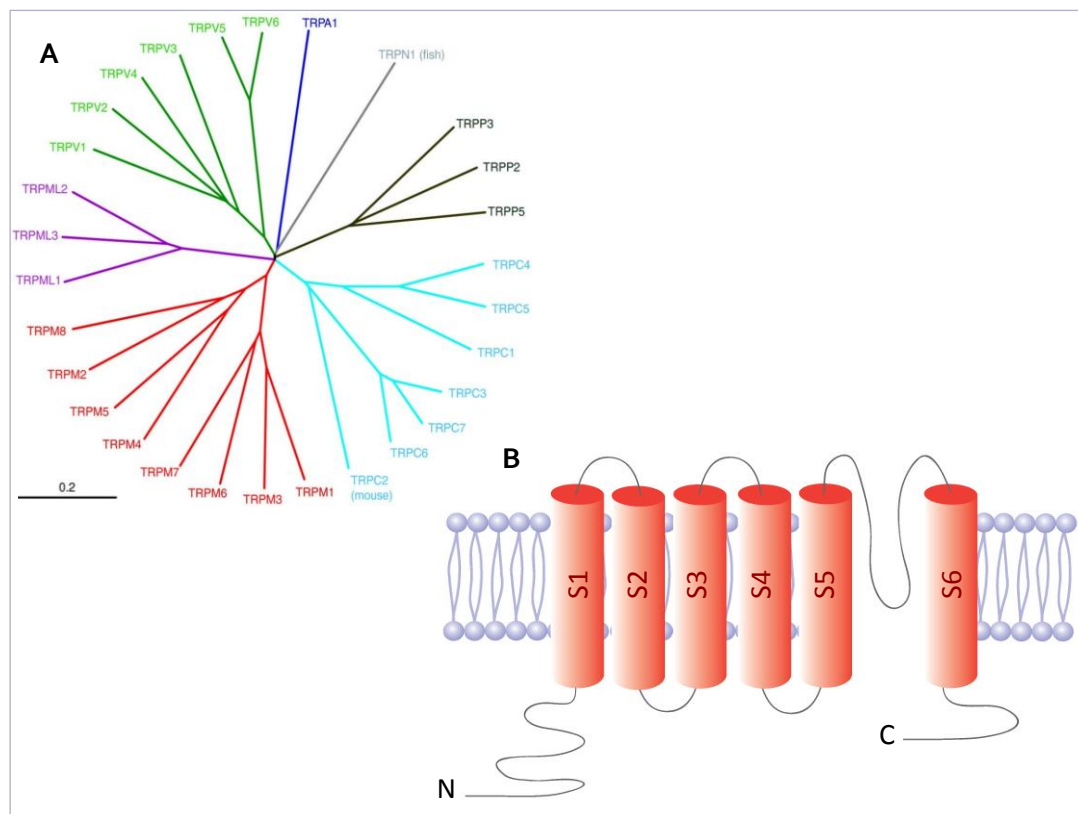 A
TRPV5
TRPV6
TRPA1
TRPV3
TRPN1 (fish)
TRPV4
TRPV2
TRPP3
TRPV1
TRPP2
TRPML2
TRPP5
TRPML3
TRPC4
TRPML1
TRPC5
TRPM8
TRPC1
TRPM2
TRPC3
TRPM5
TRPC7
TRPM4
TRPC6
TRPM7
TRPC2
(mouse)
TRPM6
TRPM3
TRPM1
0.2
B
S1
S2
S3
S4
S5
S6
N
C